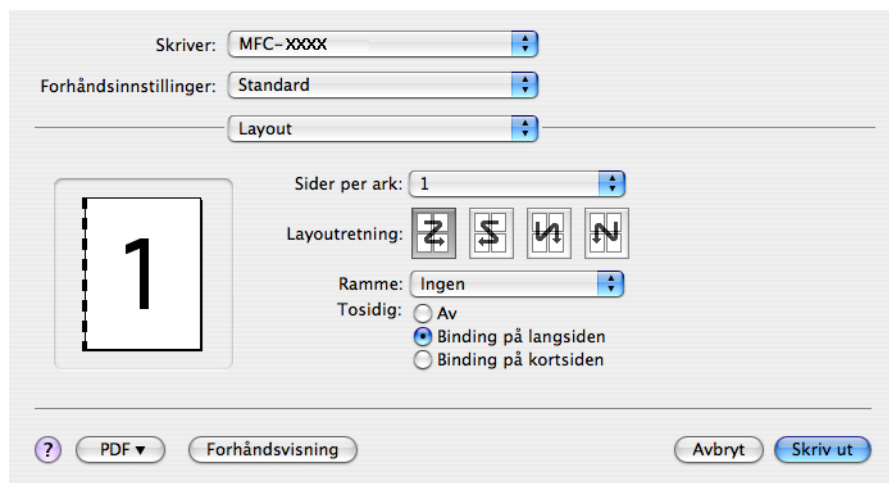 Skriver: MFC-XXXX
Forhåndsinnstillinger: Standard
Layout
Sider per ark: 1
Layoutretning:
1
Ramme: Ingen
Tosidig: Av
Binding på langsiden
Binding på kortsiden
? PDF ▼ Forhåndsvisning Avbryt Skriv ut